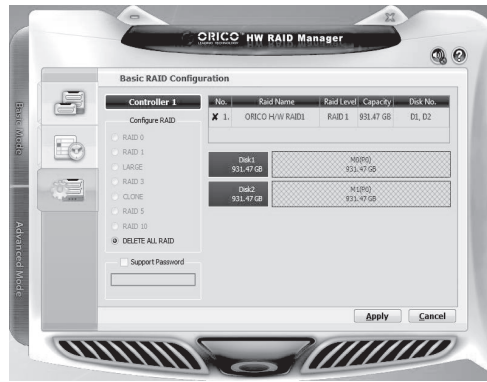 ORICO HW RAID Manager
Basic RAID Configuration
Basic Mode
Advanced Mode
Controller 1
Configure RAID
RAID 0
RAID 1
LARGE
RAID 3
CLONE
RAID 5
RAID 10
DELETE ALL RAID
Support Password
No. Raid Name Raid Level Capacity Disk No.
✘ 1. ORICO H/W RAID1 RAID 1 931.47 GB D1, D2
Disk1
931.47 GB
M0(P0)
931.47 GB
Disk2
931.47 GB
M1(P0)
931.47 GB
Apply Cancel